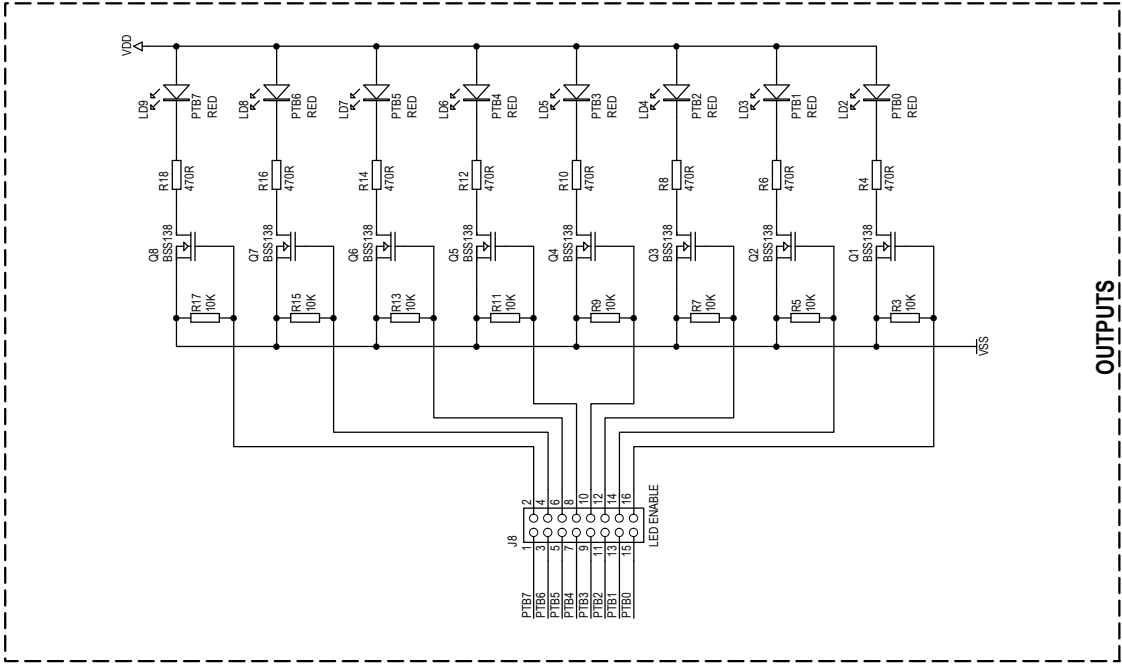 VDD
LD9
PTB7
RED
LD8
PTB6
RED
LD7
PTB5
RED
LD6
PTB4
RED
LD5
PTB3
RED
LD4
PTB2
RED
LD3
PTB1
RED
LD2
PTB0
RED
R18
470R
R16
470R
R14
470R
R12
470R
R10
470R
R8
470R
R6
470R
R4
470R
Q8
BSS138
Q7
BSS138
Q6
BSS138
Q5
BSS138
Q4
BSS138
Q3
BSS138
Q2
BSS138
Q1
BSS138
R17
10K
R15
10K
R13
10K
R11
10K
R9
10K
R7
10K
R5
10K
R3
10K
VSS
OUTPUTS
J8
2
4
6
8
10
12
14
16
1
3
5
7
9
11
13
15
LED ENABLE
PTB7
PTB6
PTB5
PTB4
PTB3
PTB2
PTB1
PTB0